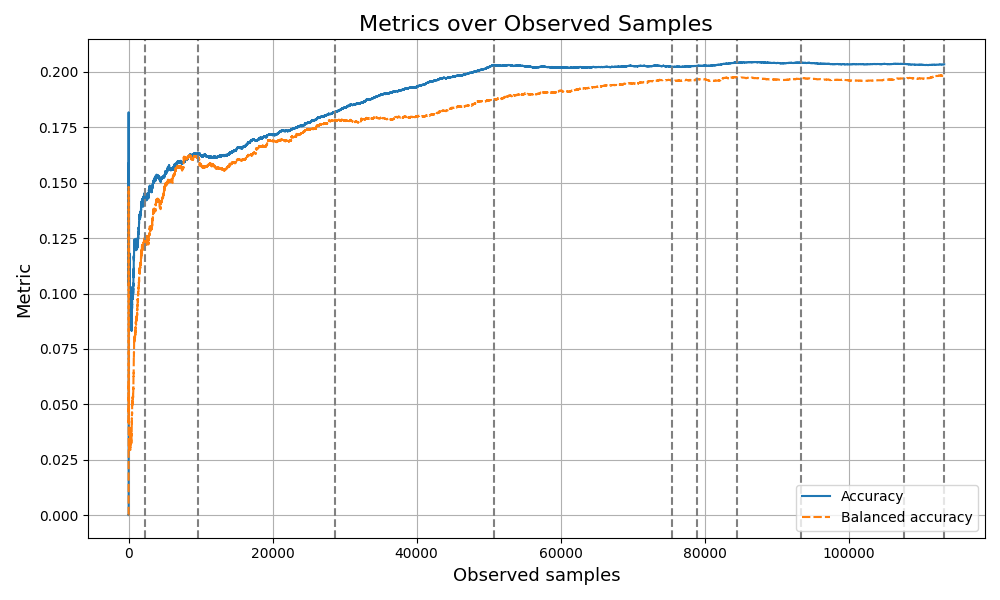 Metrics over Observed Samples
Metric
0.200
0.175
0.150
0.125
0.100
0.075
0.050
0.025
0.000
0 20000 40000 60000 80000 100000
Observed samples
Accuracy
Balanced accuracy